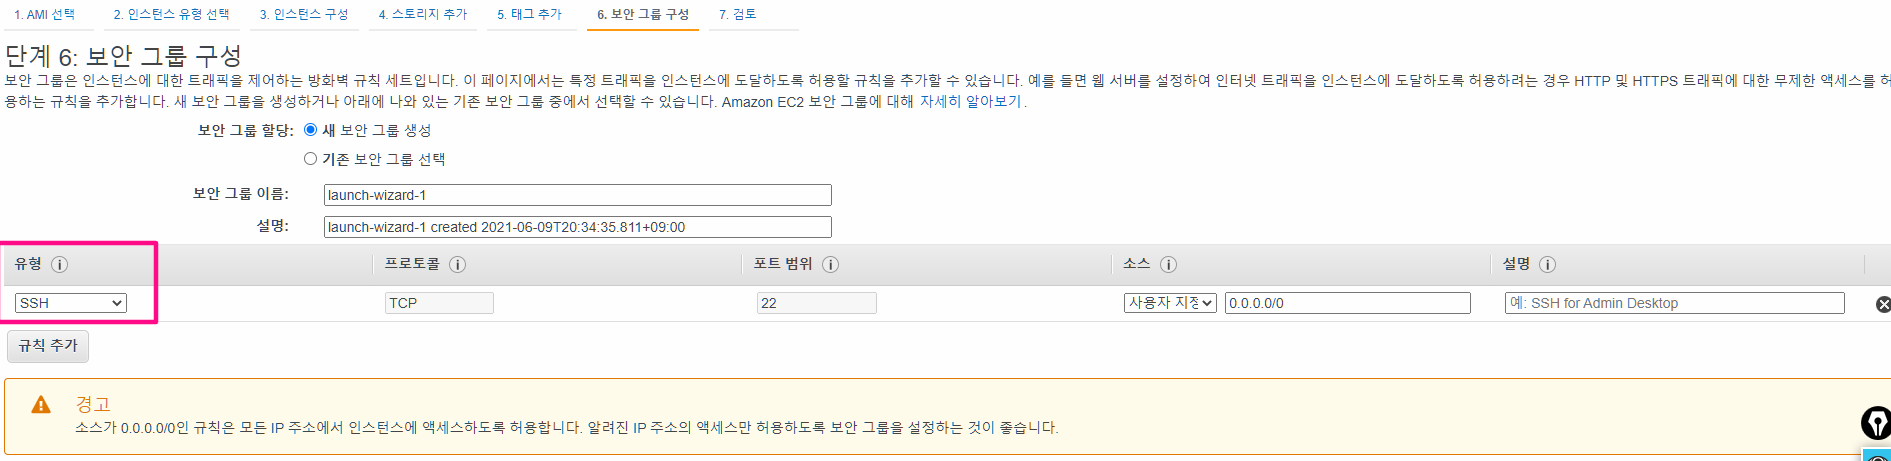 1. AMI 선택 2. 인스턴스 유형 선택 3. 인스턴스 구성 4. 스토리지 추가 5. 태그 추가 6. 보안 그룹 구성 7. 검토
단계 6: 보안 그룹 구성
보안 그룹은 인스턴스에 대한 트래픽을 제어하는 방화벽 규칙 세트입니다. 이 페이지에서는 특정 트래픽을 인스턴스에 도달하도록 허용할 규칙을 추가할 수 있습니다. 예를 들면 웹 서버를 설정하여 인터넷 트래픽을 인스턴스에 도달하도록 허용하려는 경우 HTTP 및 HTTPS 트래픽에 대한 무제한 액세스를 허
용하는 규칙을 추가합니다. 새 보안 그룹을 생성하거나 아래에 나와 있는 기존 보안 그룹 중에서 선택할 수 있습니다. Amazon EC2 보안 그룹에 대해 자세히 알아보기.
보안 그룹 할당: 새 보안 그룹 생성
기존 보안 그룹 선택
보안 그룹 이름: launch-wizard-1
설명: launch-wizard-1 created 2021-06-09T20:34:35.811+09:00
유형 프로토콜 포트 범위 소스 설명
SSH TCP 22 사용자 지정 0.0.0.0/0 예: SSH for Admin Desktop
규칙 추가
경고
소스가 0.0.0.0/0인 규칙은 모든 IP 주소에서 인스턴스에 액세스하도록 허용합니다. 알려진 IP 주소의 액세스만 허용하도록 보안 그룹을 설정하는 것이 좋습니다.